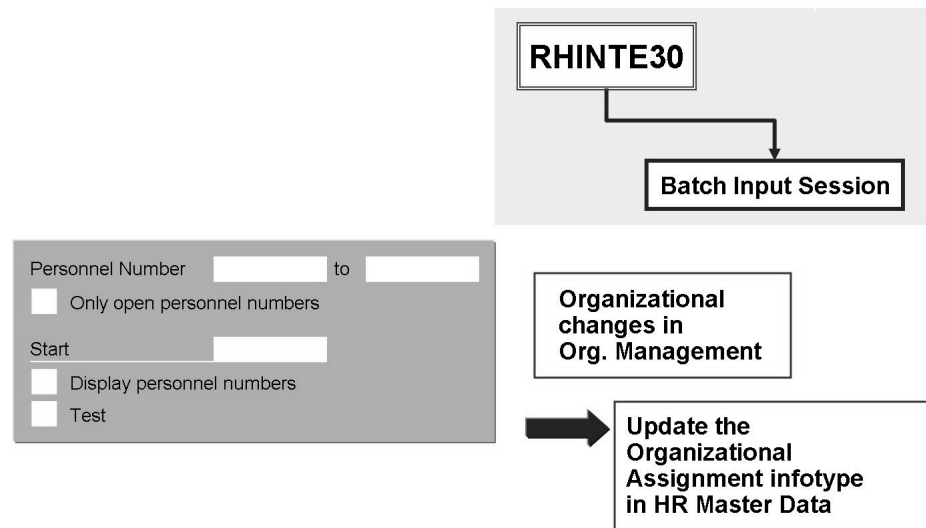 RHINTE30
Batch Input Session
Personnel Number to
Only open personnel numbers
Start
Display personnel numbers
Test
Organizational
changes in
Org. Management
Update the
Organizational
Assignment infotype
in HR Master Data